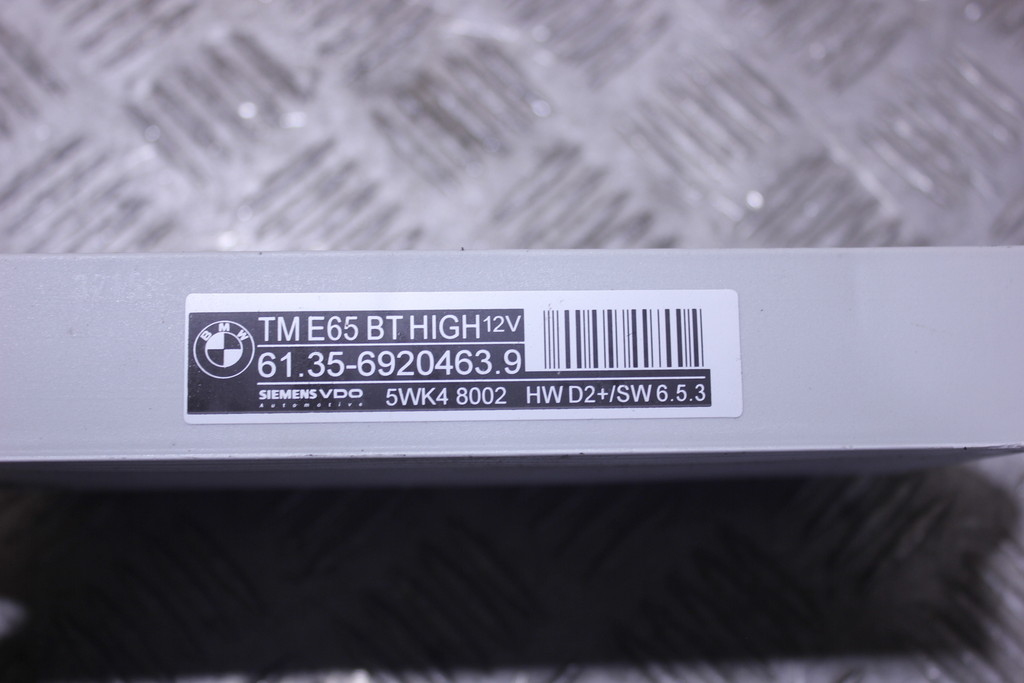 BMW
TM E65 BT HIGH 12V
61.35-6920463.9
SIEMENS VDO
Automotive
5WK4 8002 HW D2+/SW 6.5.3